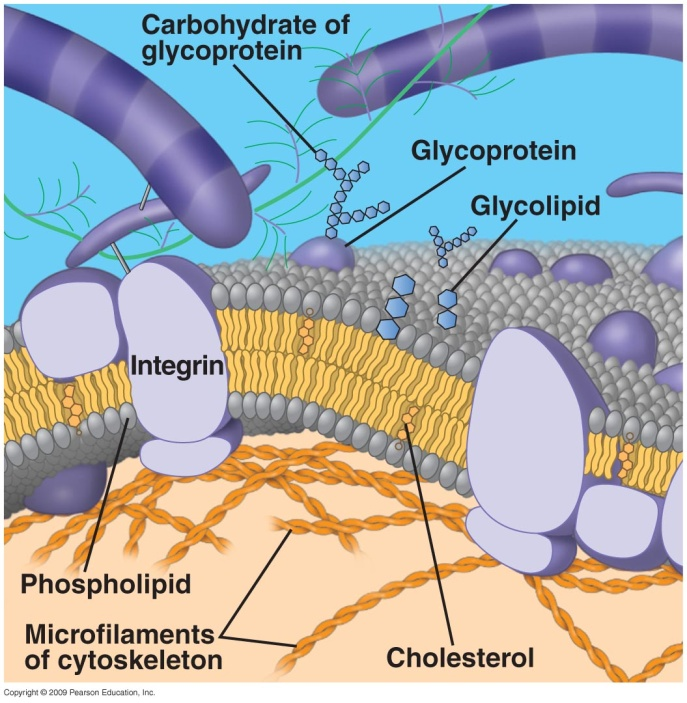 Carbohydrate of
glycoprotein
Glycoprotein
Glycolipid
Integrin
Phospholipid
Microfilaments
of cytoskeleton
Cholesterol
Copyright © 2009 Pearson Education, Inc.